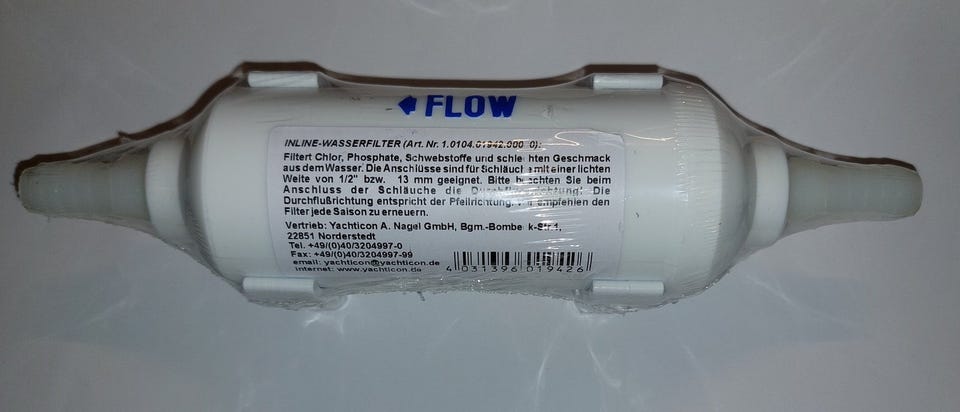 FLOW
INLINE-WASSERFILTER (Art. Nr. 1.0104.01942.000 0):
Filtert Chlor, Phosphate, Schwebstoffe und schlechten Geschmack
aus dem Wasser. Die Anschlüsse sind für Schläuche mit einer lichten
Weite von 1/2" bzw. 13 mm geeignet. Bitte beachten Sie beim
Anschluss der Schläuche die Durchflußrichtung. Die
Durchflußrichtung entspricht der Pfeilrichtung. Wir empfehlen den
Filter jede Saison zu erneuern.
Vertrieb: Yachticon A. Nagel GmbH, Bgm.-Bombeck-Str.1,
22851 Norderstedt
Tel. +49/(0)40/3204997-0
Fax: +49/(0)40/3204997-99
email: yachticon@yachticon.de
internet: www.yachticon.de
4 031396 019426